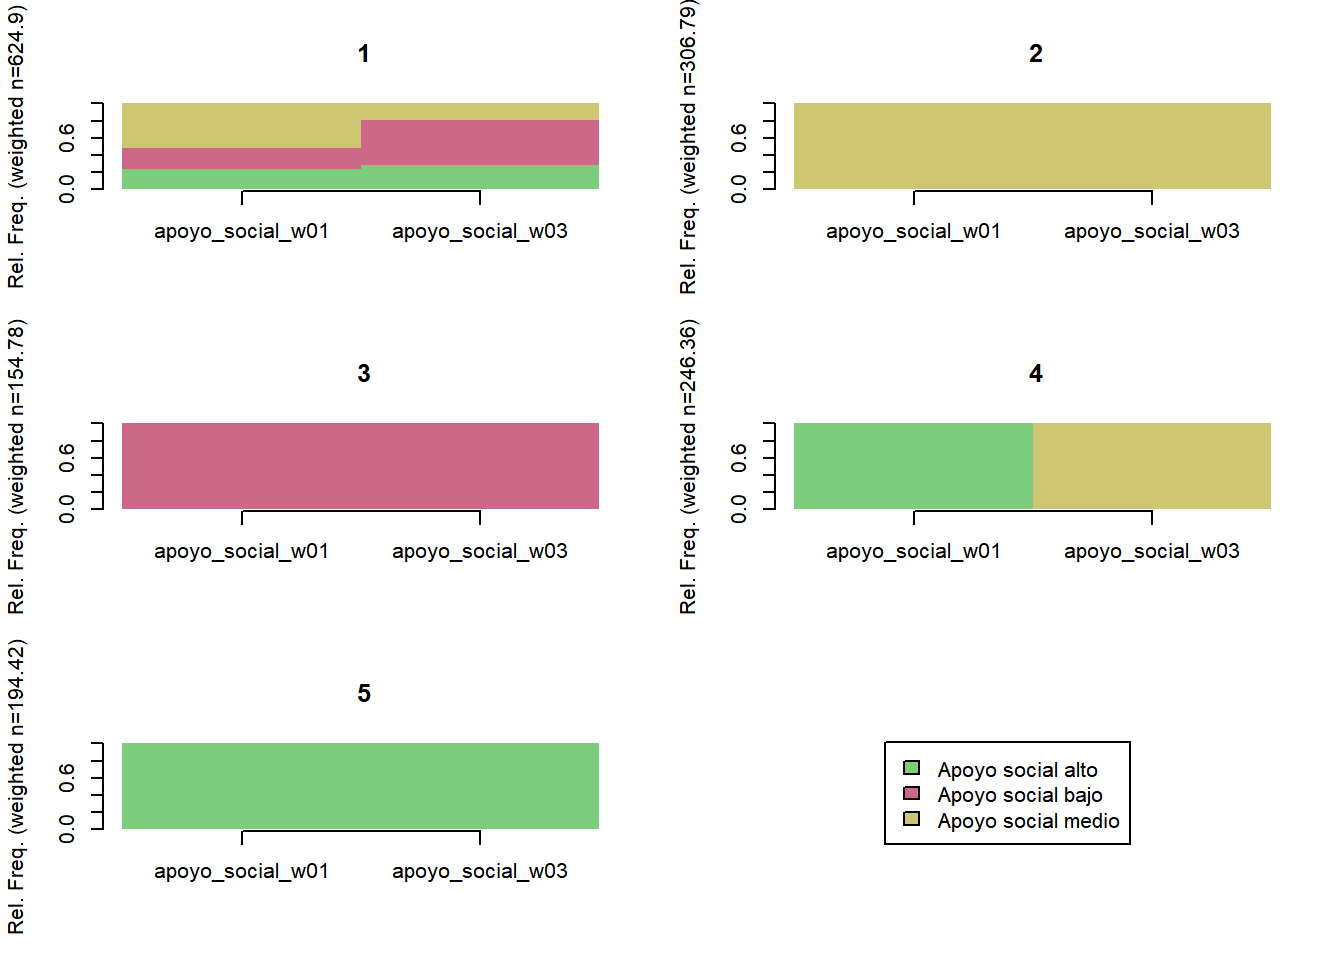 1
Rel. Freq. (weighted n=624.9)
0.0 0.6
apoyo_social_w01 apoyo_social_w03
2
Rel. Freq. (weighted n=306.79)
0.0 0.6
apoyo_social_w01 apoyo_social_w03
3
Rel. Freq. (weighted n=154.78)
0.0 0.6
apoyo_social_w01 apoyo_social_w03
4
Rel. Freq. (weighted n=246.36)
0.0 0.6
apoyo_social_w01 apoyo_social_w03
5
Rel. Freq. (weighted n=194.42)
0.0 0.6
apoyo_social_w01 apoyo_social_w03
Apoyo social alto
Apoyo social bajo
Apoyo social medio